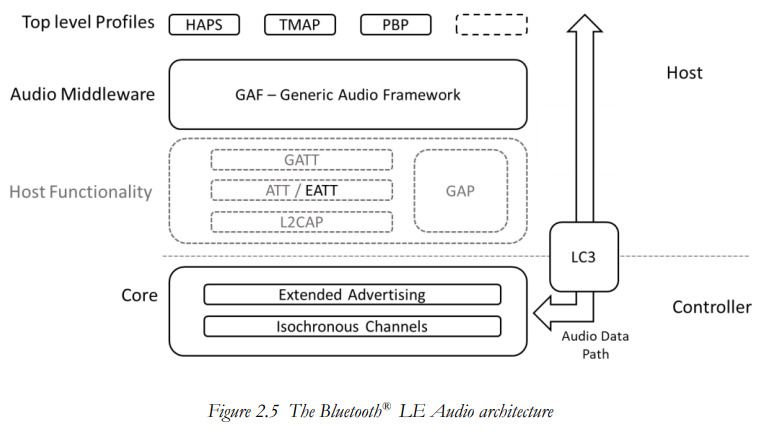 Top level Profiles
HAPS
TMAP
PBP
Host
Audio Middleware
GAF – Generic Audio Framework
Host Functionality
GATT
ATT / EATT
L2CAP
GAP
LC3
Core
Extended Advertising
Isochronous Channels
Controller
Audio Data
Path
Figure 2.5 The Bluetooth® LE Audio architecture